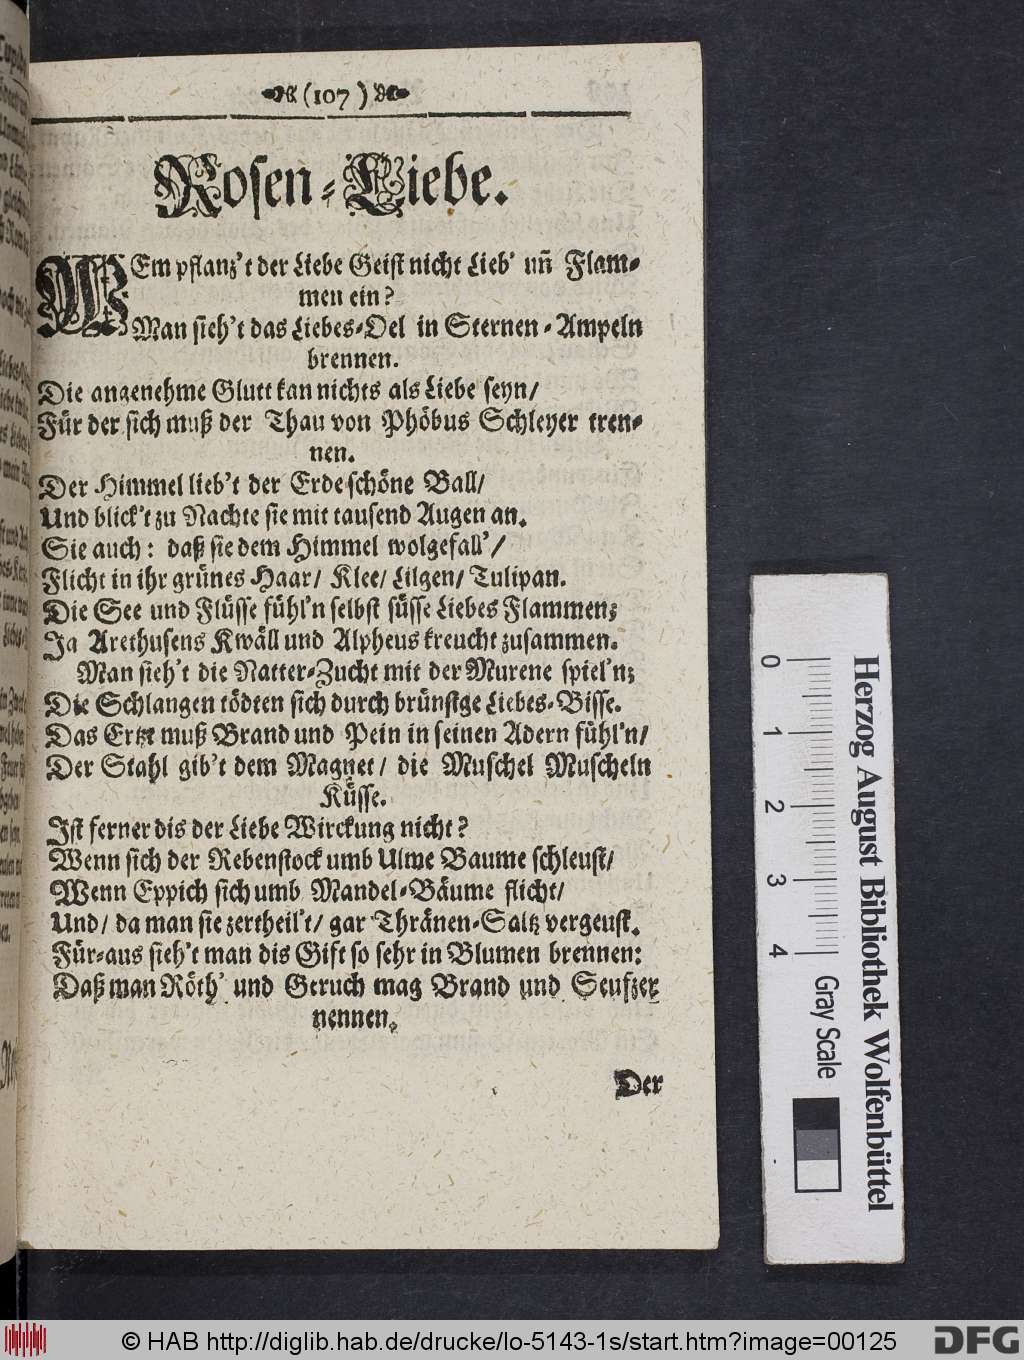 (107)
Rosen-Liebe.
WEm pflanz't der Liebe Geist nicht Lieb' uñ Flam-
men ein?
Man sieh't das Liebes-Oel in Sternen-Ampeln
brennen.
Die angenehme Glutt kan nichts als Liebe seyn/
Für der sich muß der Thau von Phöbus Schleyer tren-
nen.
Der Himmel lieb't der Erde schöne Ball/
Und blick't zu Nachte sie mit tausend Augen an.
Sie auch: daß sie dem Himmel wolgefall'/
Flicht in ihr grünes Haar/ Klee/ Lilgen/ Tulipan.
Die See und Flüsse fühl'n selbst süsse Liebes Flammen;
Ja Arethusens Kwäll und Alpheus kreucht zusammen.
Man sieh't die Natter-Zucht mit der Murene spiel'n;
Die Schlangen tödten sich durch brünstge Liebes-Bisse.
Das Ertzt muß Brand und Pein in seinen Adern fühl'n/
Der Stahl gib't dem Magnet/ die Muschel Muscheln
Küsse.
Ist ferner dis der Liebe Wirckung nicht?
Wenn sich der Rebenstock umb Ulme Baume schleust/
Wenn Eppich sich umb Mandel-Bäume flicht/
Und/ da man sie zertheil't/ gar Thränen-Saltz vergeust.
Für-aus sieh't man dis Gift so sehr in Blumen brennen:
Daß man Röth' und Geruch mag Brand und Seufzer
nennen.
Der
0 1 2 3 4
Gray Scale
Herzog August Bibliothek Wolfenbüttel
© HAB http://diglib.hab.de/drucke/lo-5143-1s/start.htm?image=00125
DFG